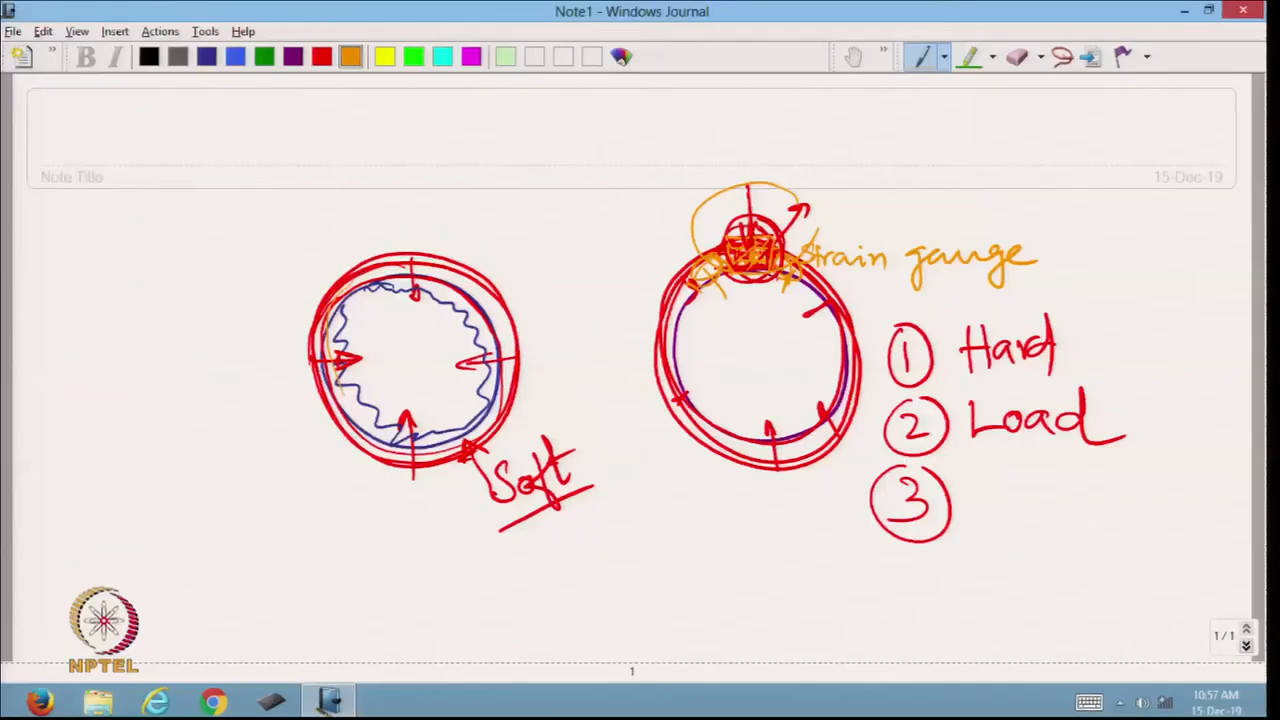 Note1 - Windows Journal
File Edit View Insert Actions Tools Help
B I
Note Title
15-Dec-19
strain gauge
1 Hard
2 Load
3
Soft
NPTEL
1/1
1
10:57 AM
15-Dec-19